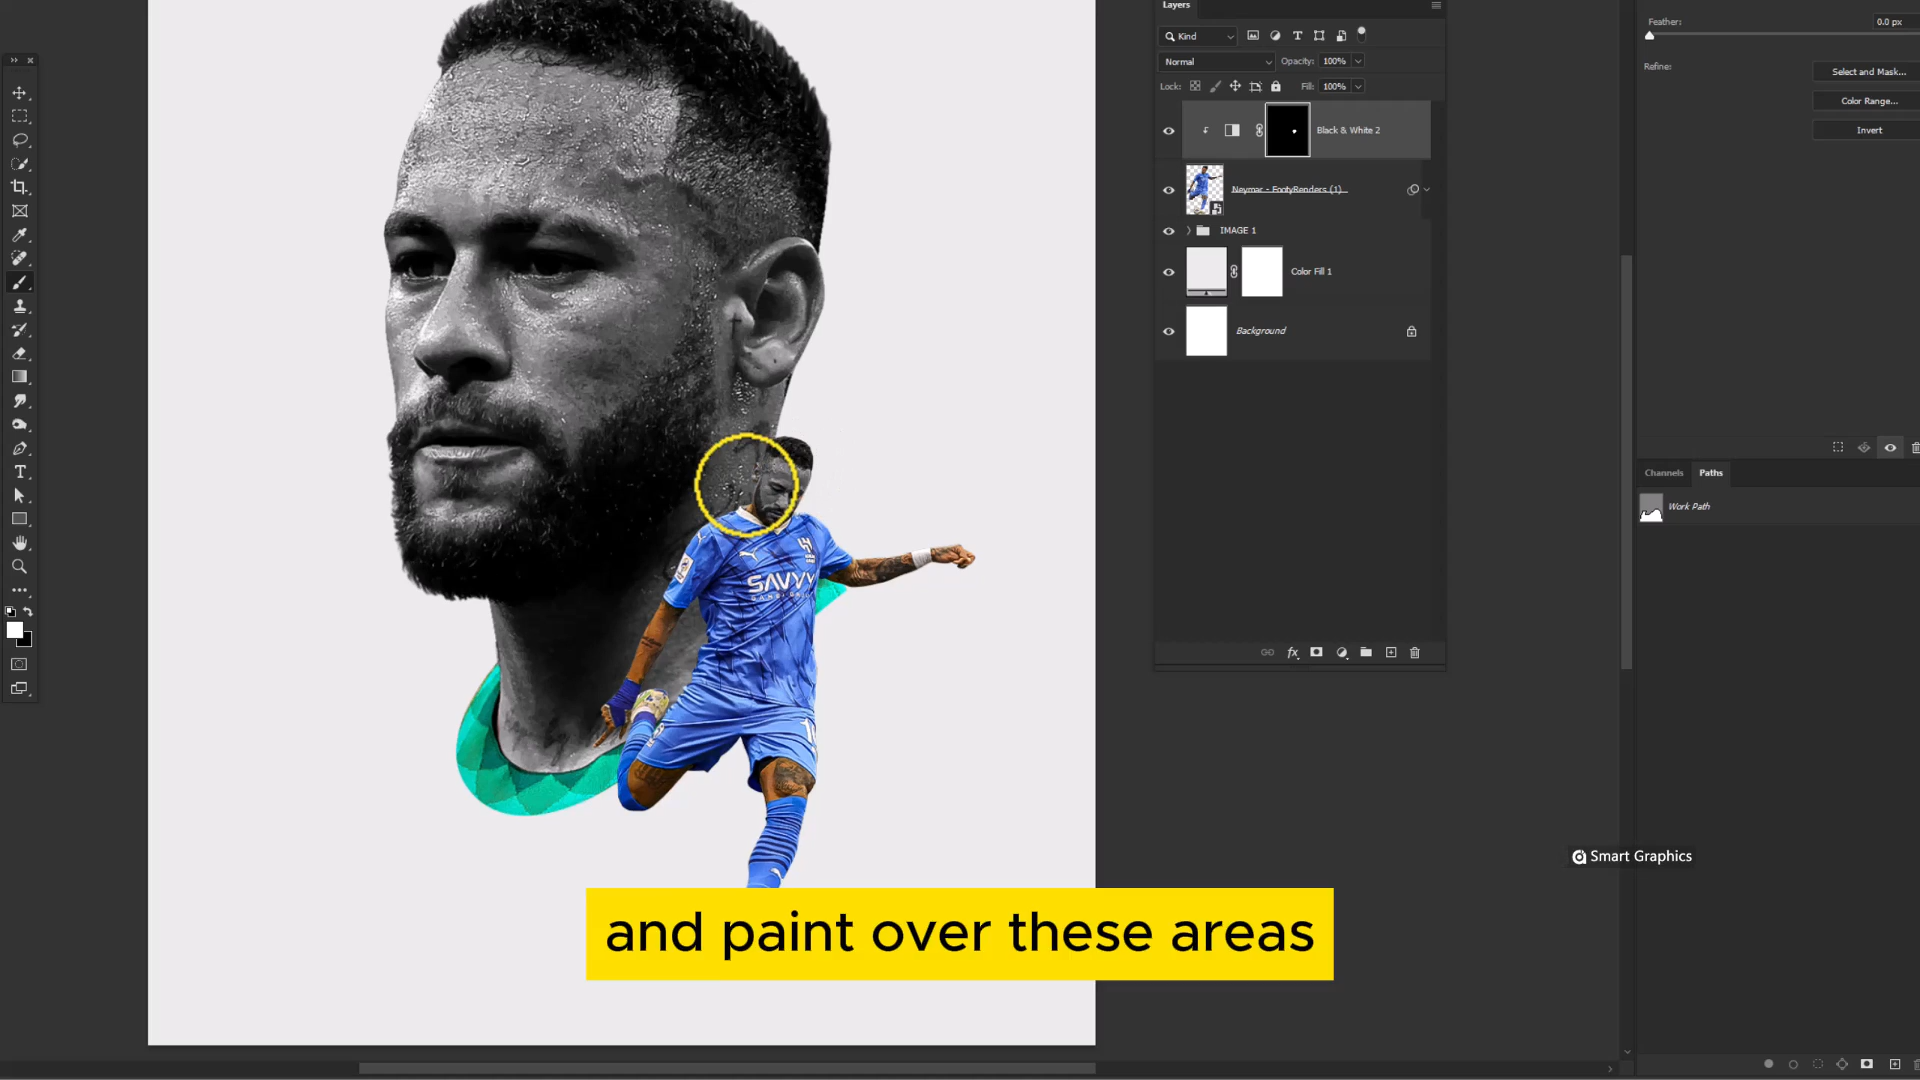 Layers
Feather:
0.0 px
Kind
Normal
Opacity:
100%
Refine:
Select and Mask...
Lock:
Fill:
100%
Color Range...
Black & White 2
Invert
Neymar - FootyRenders (1)
IMAGE 1
Color Fill 1
Background
Channels
Paths
Work Path
SAVVY
fx
Smart Graphics
and paint over these areas